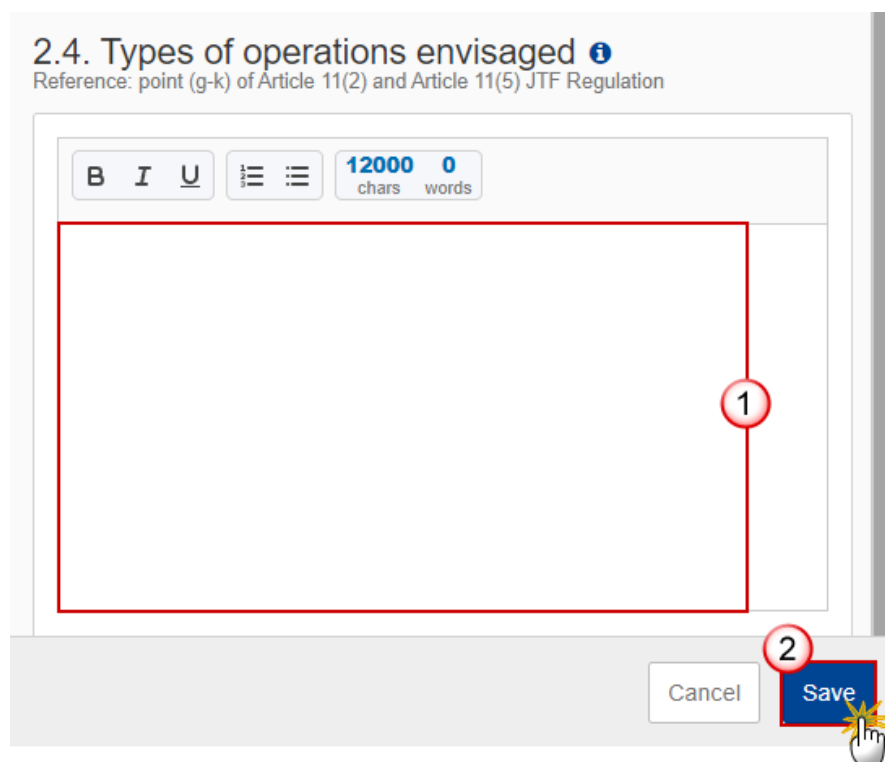 2.4. Types of operations envisaged
Reference: point (g-k) of Article 11(2) and Article 11(5) JTF Regulation
B I U 12000 0
chars words
1
2
Cancel Save